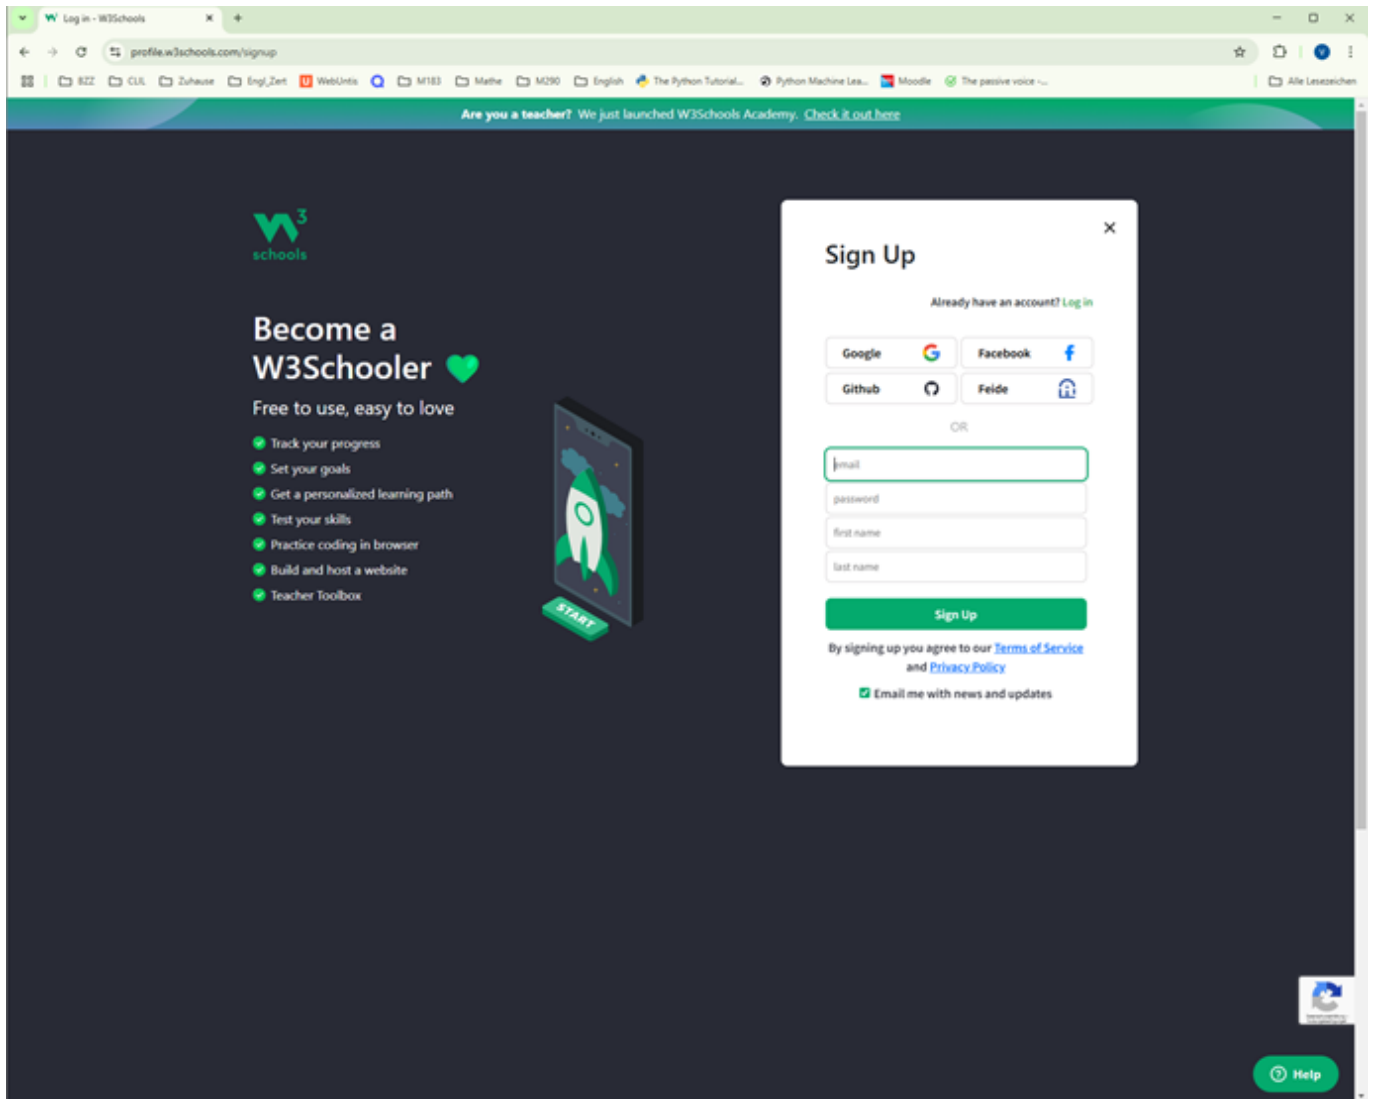 Log in - W3Schools
profile.w3schools.com/signup
BZZ CLIL Zuhause Engl_Zert WebUntis M183 Mathe M290 English The Python Tutorial... Python Machine Lea... Moodle The passive voice -... Alle Lesezeichen
Are you a teacher? We just launched W3Schools Academy. Check it out here
W3
schools
Become a
W3Schooler
Free to use, easy to love
Track your progress
Set your goals
Get a personalized learning path
Test your skills
Practice coding in browser
Build and host a website
Teacher Toolbox
START
Sign Up
Already have an account? Log in
Google Facebook
Github Feide
OR
email
password
first name
last name
Sign Up
By signing up you agree to our Terms of Service
and Privacy Policy
Email me with news and updates
Help